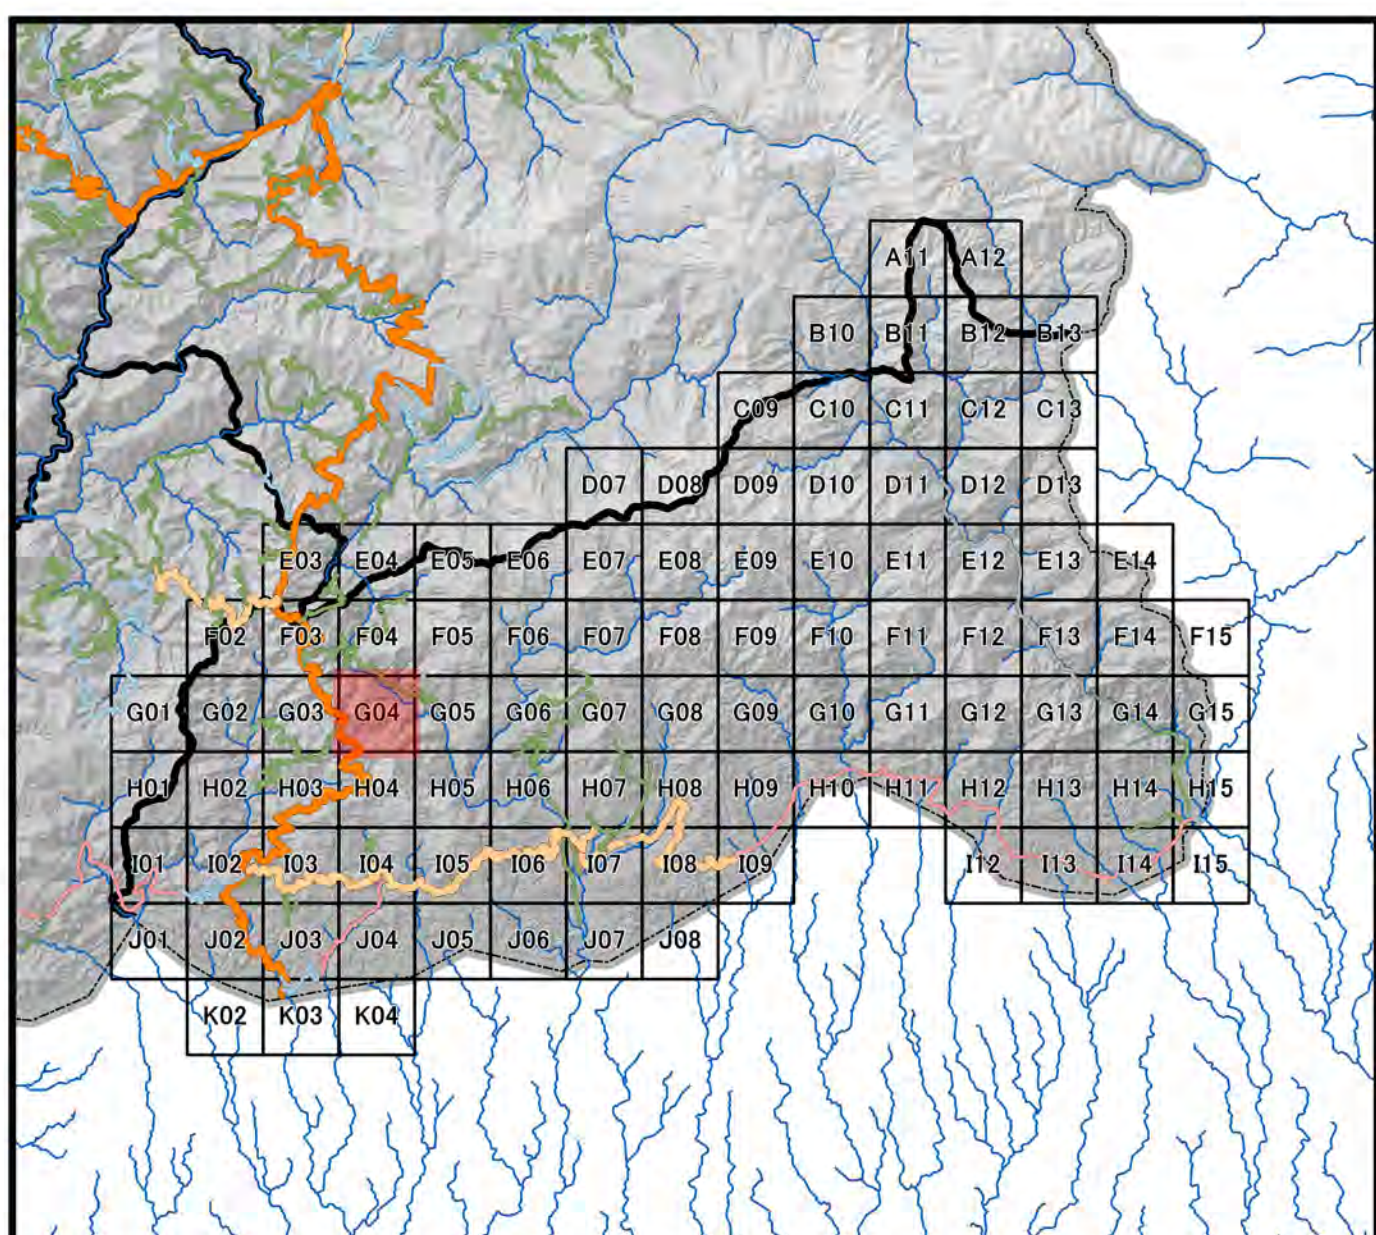 A11 A12
B10 B11 B12 B13
C09 C10 C11 C12 C13
D07 D08 D09 D10 D11 D12 D13
E03 E04 E05 E06 E07 E08 E09 E10 E11 E12 E13 E14
F02 F03 F04 F05 F06 F07 F08 F09 F10 F11 F12 F13 F14 F15
G01 G02 G03 G04 G05 G06 G07 G08 G09 G10 G11 G12 G13 G14 G15
H01 H02 H03 H04 H05 H06 H07 H08 H09 H10 H11 H12 H13 H14 H15
I01 I02 I03 I04 I05 I06 I07 I08 I09 I12 I13 I14 I15
J01 J02 J03 J04 J05 J06 J07 J08
K02 K03 K04